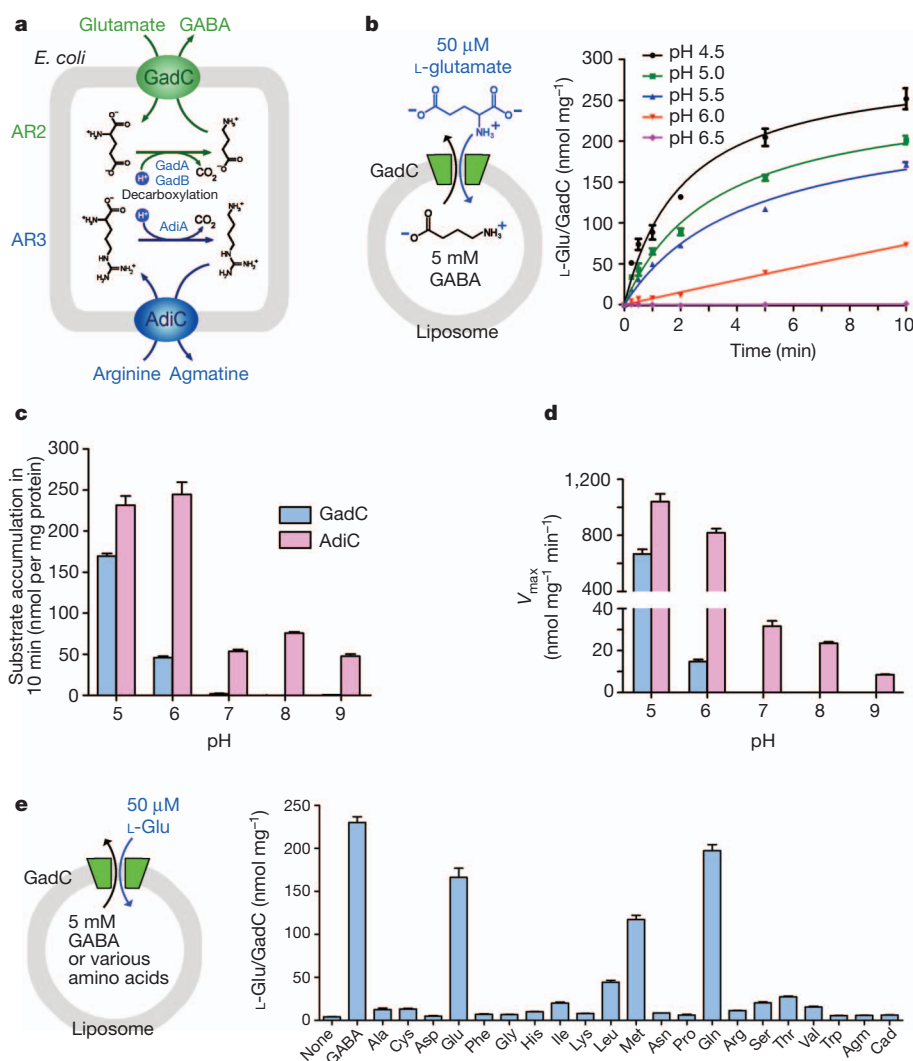 a
Glutamate GABA
E. coli
GadC
AR2
GadA
GadB
H+
CO2
Decarboxylation
H+
AdiA
CO2
AR3
AdiC
Arginine Agmatine
b
50 μM
L-glutamate
GadC
5 mM
GABA
Liposome
L-Glu/GadC (nmol mg⁻¹)
300
250
200
150
100
50
0
pH 4.5
pH 5.0
pH 5.5
pH 6.0
pH 6.5
0 2 4 6 8 10
Time (min)
c
Substrate accumulation in
10 min (nmol per mg protein)
300
250
200
150
100
50
0
GadC
AdiC
5 6 7 8 9
pH
d
Vmax
(nmol mg⁻¹ min⁻¹)
1,200
800
400
40
20
0
5 6 7 8 9
pH
e
50 μM
L-Glu
GadC
5 mM
GABA
or various
amino acids
Liposome
L-Glu/GadC (nmol mg⁻¹)
250
200
150
100
50
0
None GABA Ala Cys Asp Glu Phe Gly His Ile Lys Leu Met Asn Pro Gln Arg Ser Thr Val Trp Agm Cad